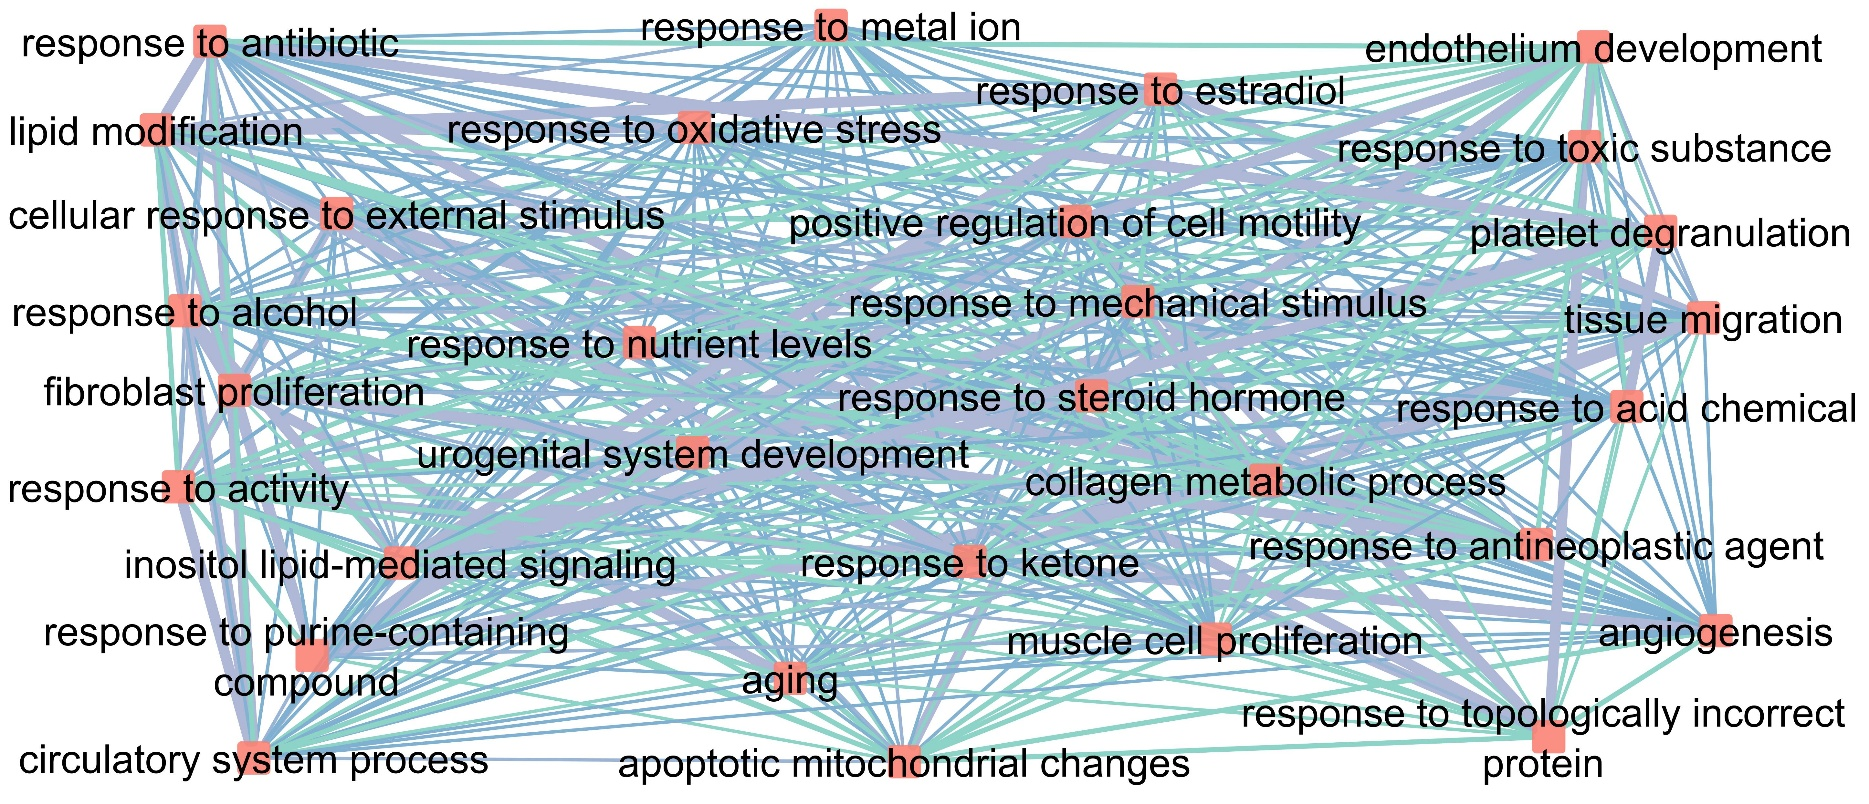 response to antibiotic
response to metal ion
endothelium development
response to estradiol
lipid modification
response to oxidative stress
response to toxic substance
cellular response to external stimulus
positive regulation of cell motility
platelet degranulation
response to alcohol
response to mechanical stimulus
tissue migration
response to nutrient levels
fibroblast proliferation
response to steroid hormone
response to acid chemical
urogenital system development
response to activity
collagen metabolic process
inositol lipid-mediated signaling
response to ketone
response to antineoplastic agent
response to purine-containing
compound
muscle cell proliferation
angiogenesis
aging
response to topologically incorrect
protein
circulatory system process
apoptotic mitochondrial changes